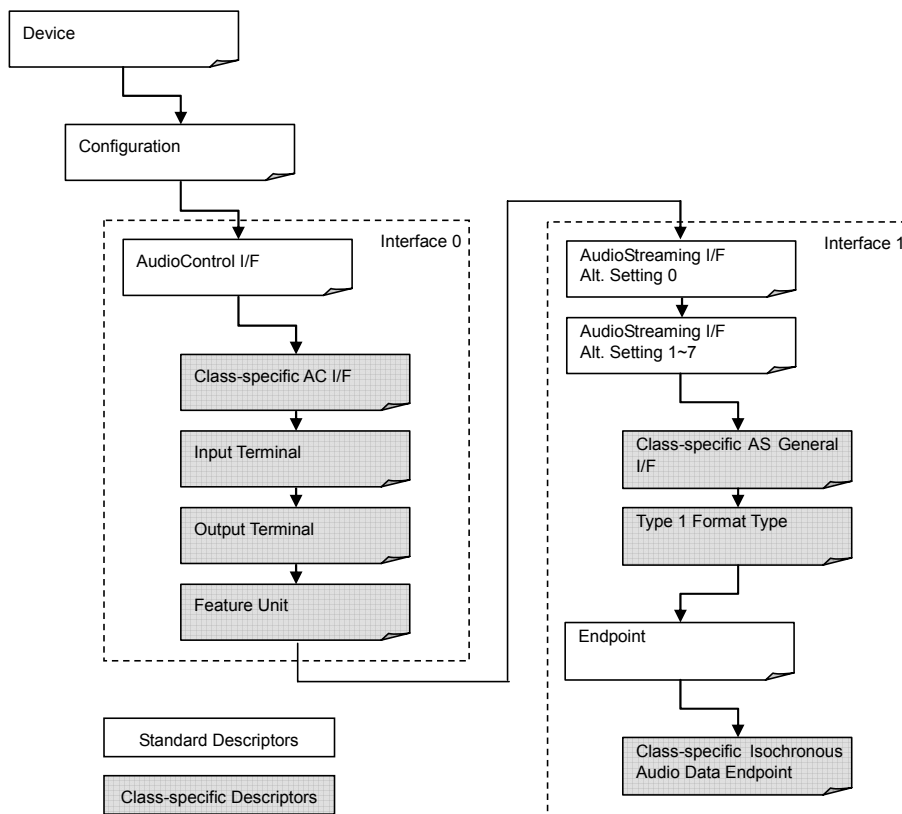 Device
Configuration
Interface 0
AudioControl I/F
Class-specific AC I/F
Input Terminal
Output Terminal
Feature Unit
Interface 1
AudioStreaming I/F
Alt. Setting 0
AudioStreaming I/F
Alt. Setting 1~7
Class-specific AS General
I/F
Type 1 Format Type
Endpoint
Class-specific Isochronous
Audio Data Endpoint
Standard Descriptors
Class-specific Descriptors